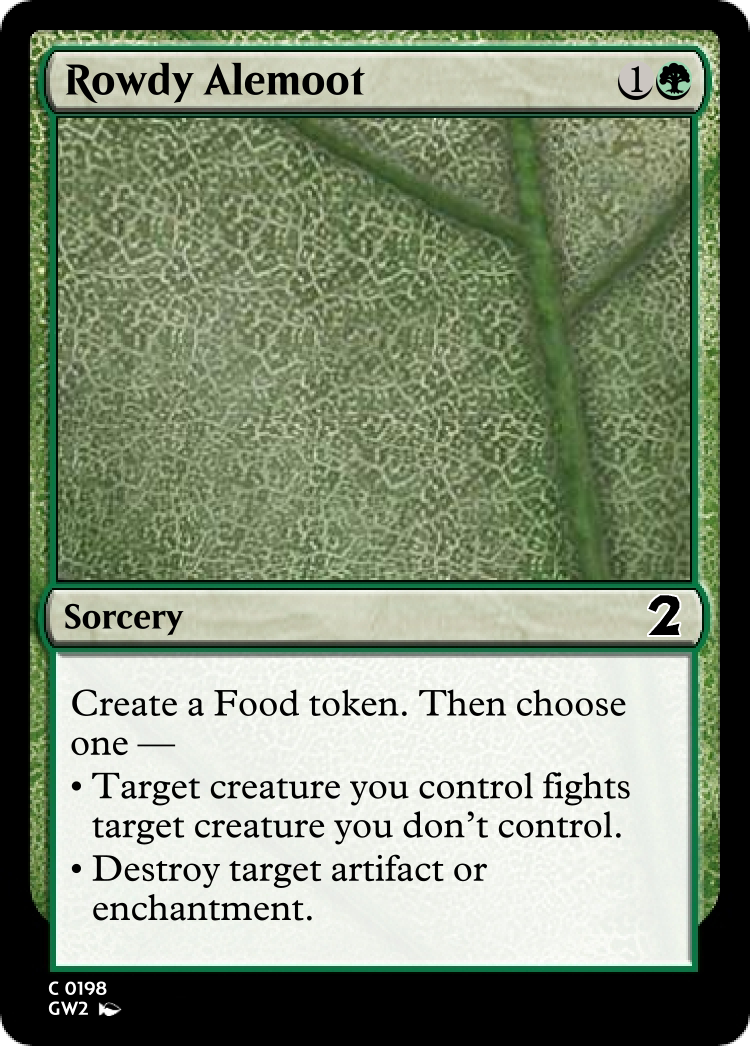 Rowdy Alemoot 1
Sorcery 2
Create a Food token. Then choose
one —
• Target creature you control fights
target creature you don't control.
• Destroy target artifact or
enchantment.
C 0198
GW2